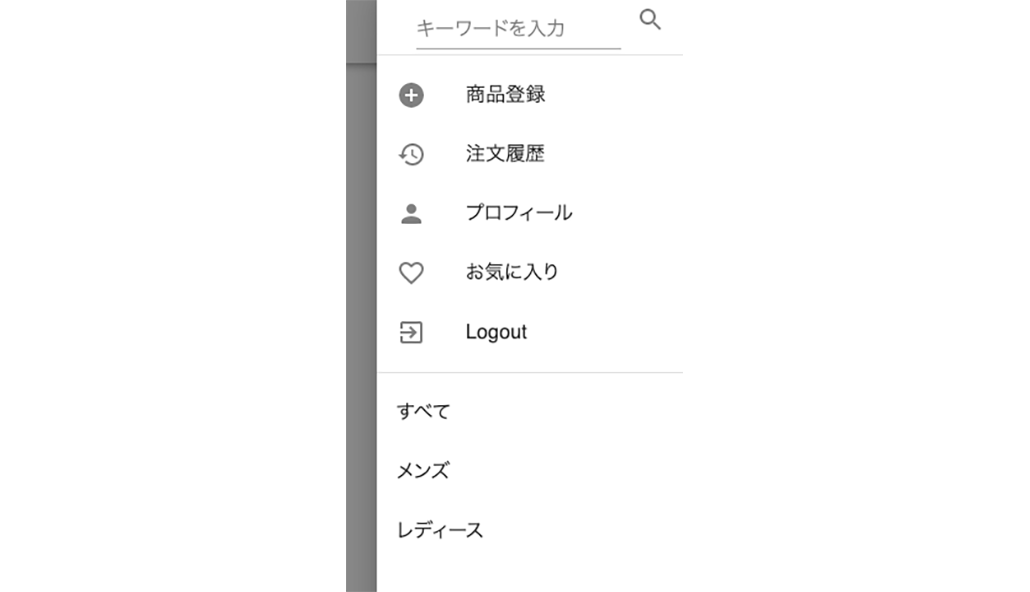 キーワードを入力
商品登録
注文履歴
プロフィール
お気に入り
Logout
すべて
メンズ
レディース